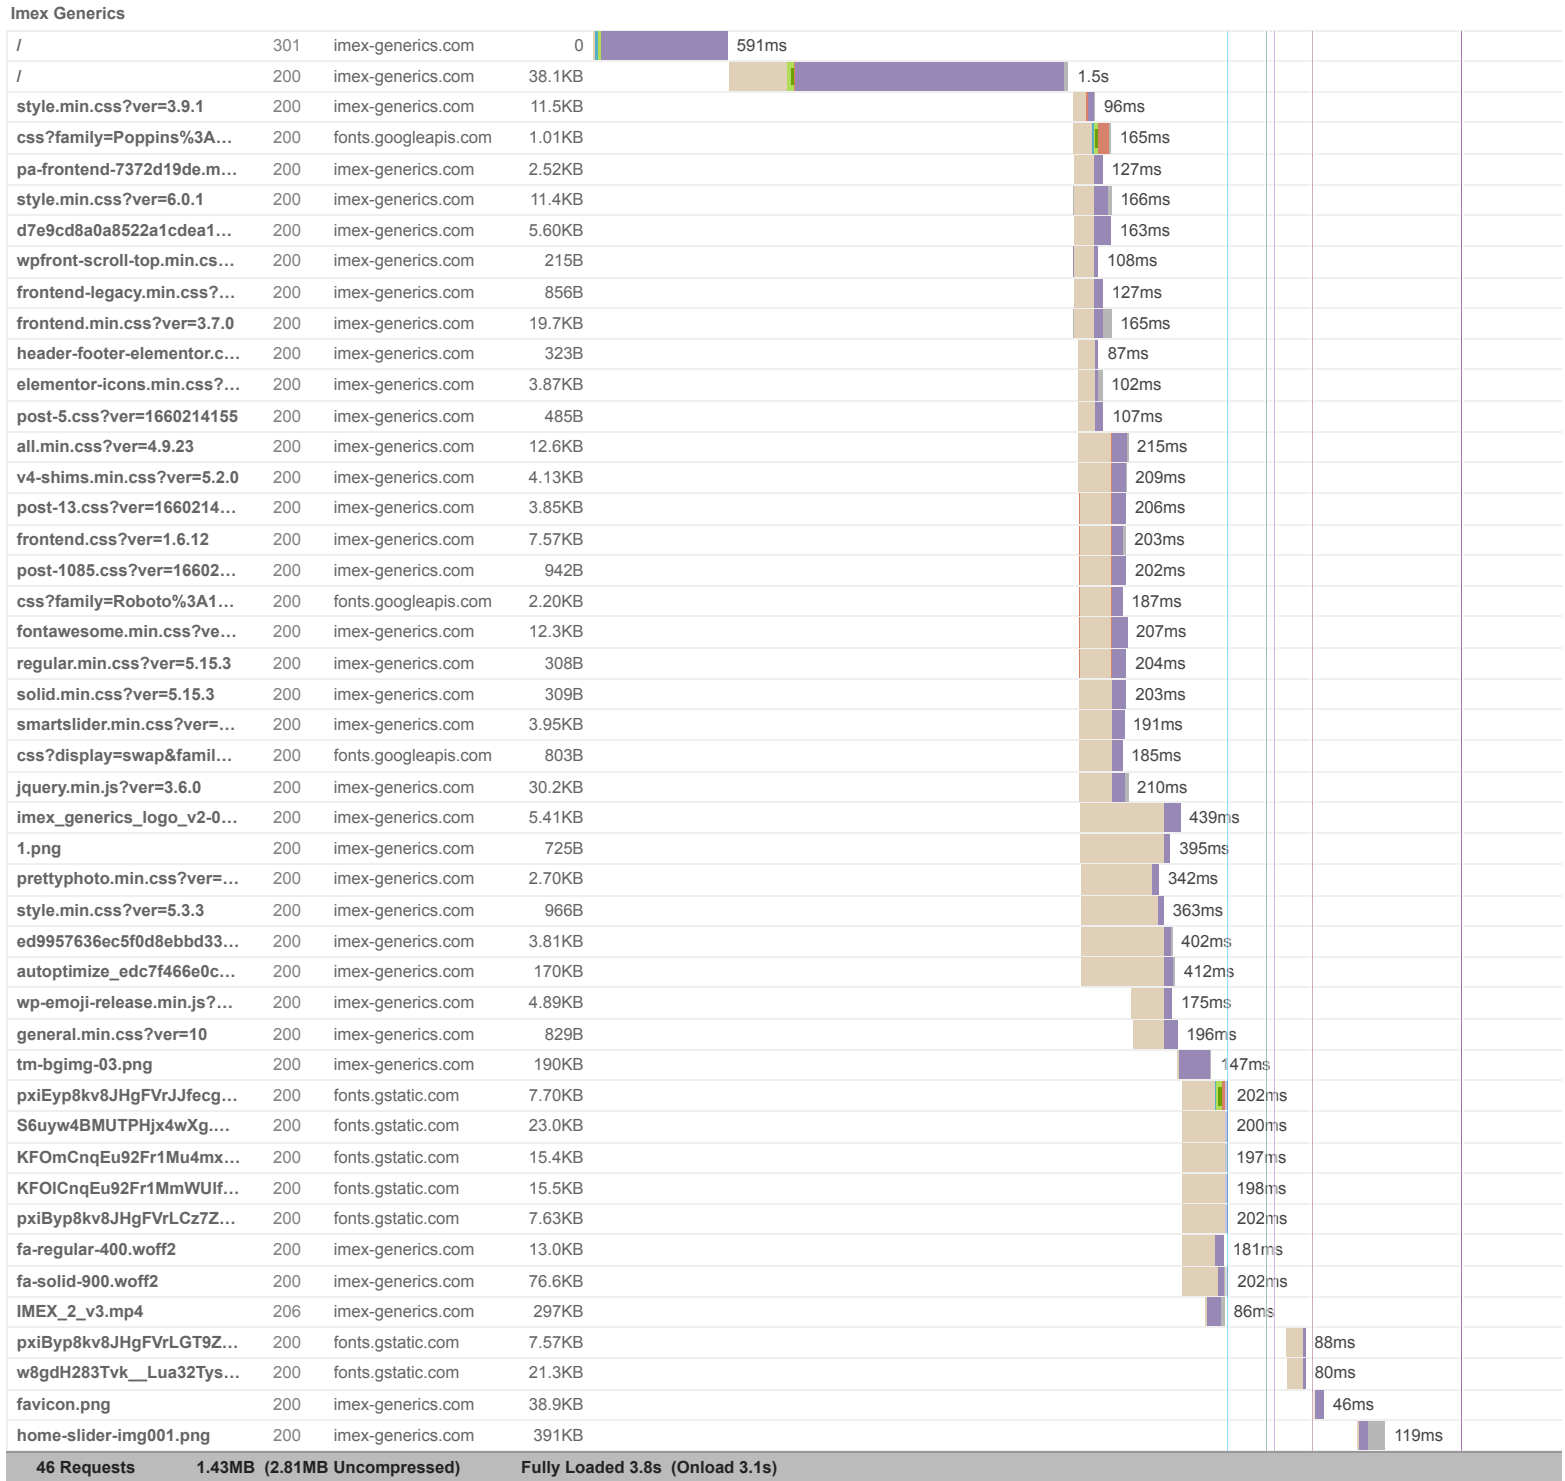 Imex Generics
/ 301 imex-generics.com 0 591ms
/ 200 imex-generics.com 38.1KB 1.5s
style.min.css?ver=3.9.1 200 imex-generics.com 11.5KB 96ms
css?family=Poppins%3A... 200 fonts.googleapis.com 1.01KB 165ms
pa-frontend-7372d19de.m... 200 imex-generics.com 2.52KB 127ms
style.min.css?ver=6.0.1 200 imex-generics.com 11.4KB 166ms
d7e9cd8a0a8522a1cdea1... 200 imex-generics.com 5.60KB 163ms
wpfront-scroll-top.min.cs... 200 imex-generics.com 215B 108ms
frontend-legacy.min.css?... 200 imex-generics.com 856B 127ms
frontend.min.css?ver=3.7.0 200 imex-generics.com 19.7KB 165ms
header-footer-elementor.c... 200 imex-generics.com 323B 87ms
elementor-icons.min.css?... 200 imex-generics.com 3.87KB 102ms
post-5.css?ver=1660214155 200 imex-generics.com 485B 107ms
all.min.css?ver=4.9.23 200 imex-generics.com 12.6KB 215ms
v4-shims.min.css?ver=5.2.0 200 imex-generics.com 4.13KB 209ms
post-13.css?ver=1660214... 200 imex-generics.com 3.85KB 206ms
frontend.css?ver=1.6.12 200 imex-generics.com 7.57KB 203ms
post-1085.css?ver=16602... 200 imex-generics.com 942B 202ms
css?family=Roboto%3A1... 200 fonts.googleapis.com 2.20KB 187ms
fontawesome.min.css?ve... 200 imex-generics.com 12.3KB 207ms
regular.min.css?ver=5.15.3 200 imex-generics.com 308B 204ms
solid.min.css?ver=5.15.3 200 imex-generics.com 309B 203ms
smartslider.min.css?ver=... 200 imex-generics.com 3.95KB 191ms
css?display=swap&famil... 200 fonts.googleapis.com 803B 185ms
jquery.min.js?ver=3.6.0 200 imex-generics.com 30.2KB 210ms
imex_generics_logo_v2-0... 200 imex-generics.com 5.41KB 439ms
1.png 200 imex-generics.com 725B 395ms
prettyphoto.min.css?ver=... 200 imex-generics.com 2.70KB 342ms
style.min.css?ver=5.3.3 200 imex-generics.com 966B 363ms
ed9957636ec5f0d8ebbd33... 200 imex-generics.com 3.81KB 402ms
autoptimize_edc7f466e0c... 200 imex-generics.com 170KB 412ms
wp-emoji-release.min.js?... 200 imex-generics.com 4.89KB 175ms
general.min.css?ver=10 200 imex-generics.com 829B 196ms
tm-bgimg-03.png 200 imex-generics.com 190KB 147ms
pxiEyp8kv8JHgFVrJJfecg... 200 fonts.gstatic.com 7.70KB 202ms
S6uyw4BMUTPHjx4wXg.... 200 fonts.gstatic.com 23.0KB 200ms
KFOmCnqEu92Fr1Mu4mx... 200 fonts.gstatic.com 15.4KB 197ms
KFOlCnqEu92Fr1MmWUlf... 200 fonts.gstatic.com 15.5KB 198ms
pxiByp8kv8JHgFVrLCz7Z... 200 fonts.gstatic.com 7.63KB 202ms
fa-regular-400.woff2 200 imex-generics.com 13.0KB 181ms
fa-solid-900.woff2 200 imex-generics.com 76.6KB 202ms
IMEX_2_v3.mp4 206 imex-generics.com 297KB 86ms
pxiByp8kv8JHgFVrLGT9Z... 200 fonts.gstatic.com 7.57KB 88ms
w8gdH283Tvk__Lua32Tys... 200 fonts.gstatic.com 21.3KB 80ms
favicon.png 200 imex-generics.com 38.9KB 46ms
home-slider-img001.png 200 imex-generics.com 391KB 119ms
46 Requests 1.43MB (2.81MB Uncompressed) Fully Loaded 3.8s (Onload 3.1s)